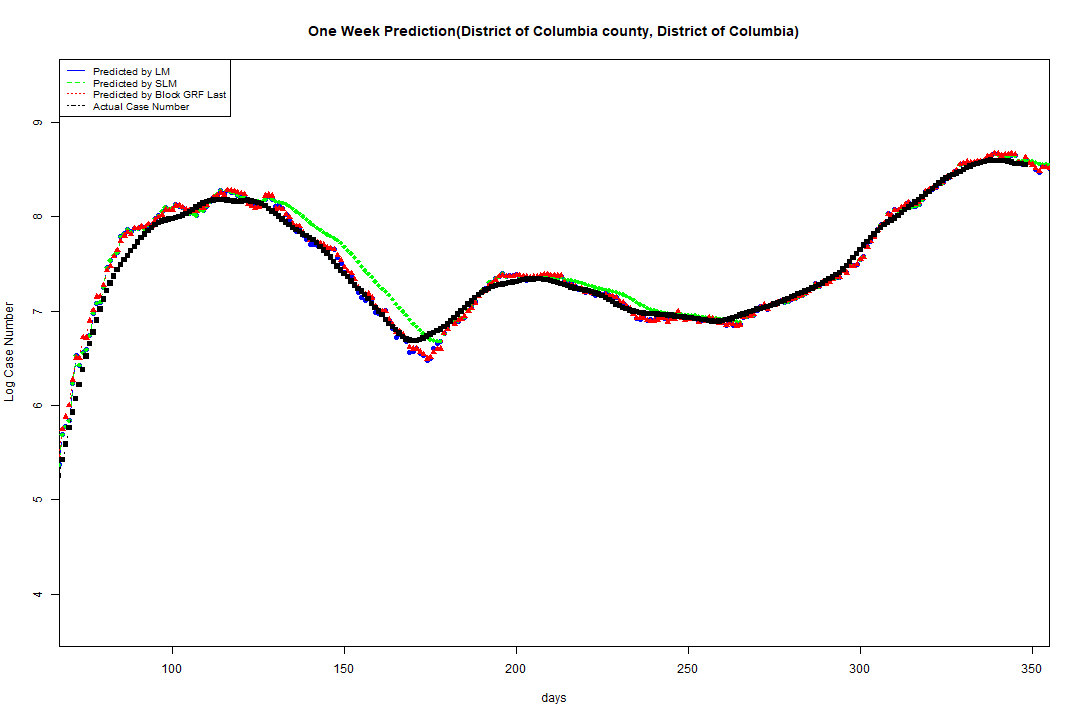 One Week Prediction(District of Columbia county, District of Columbia)
Predicted by LM
Predicted by SLM
Predicted by Block GRF Last
Actual Case Number
9
8
7
6
5
4
Log Case Number
100 150 200 250 300 350
days